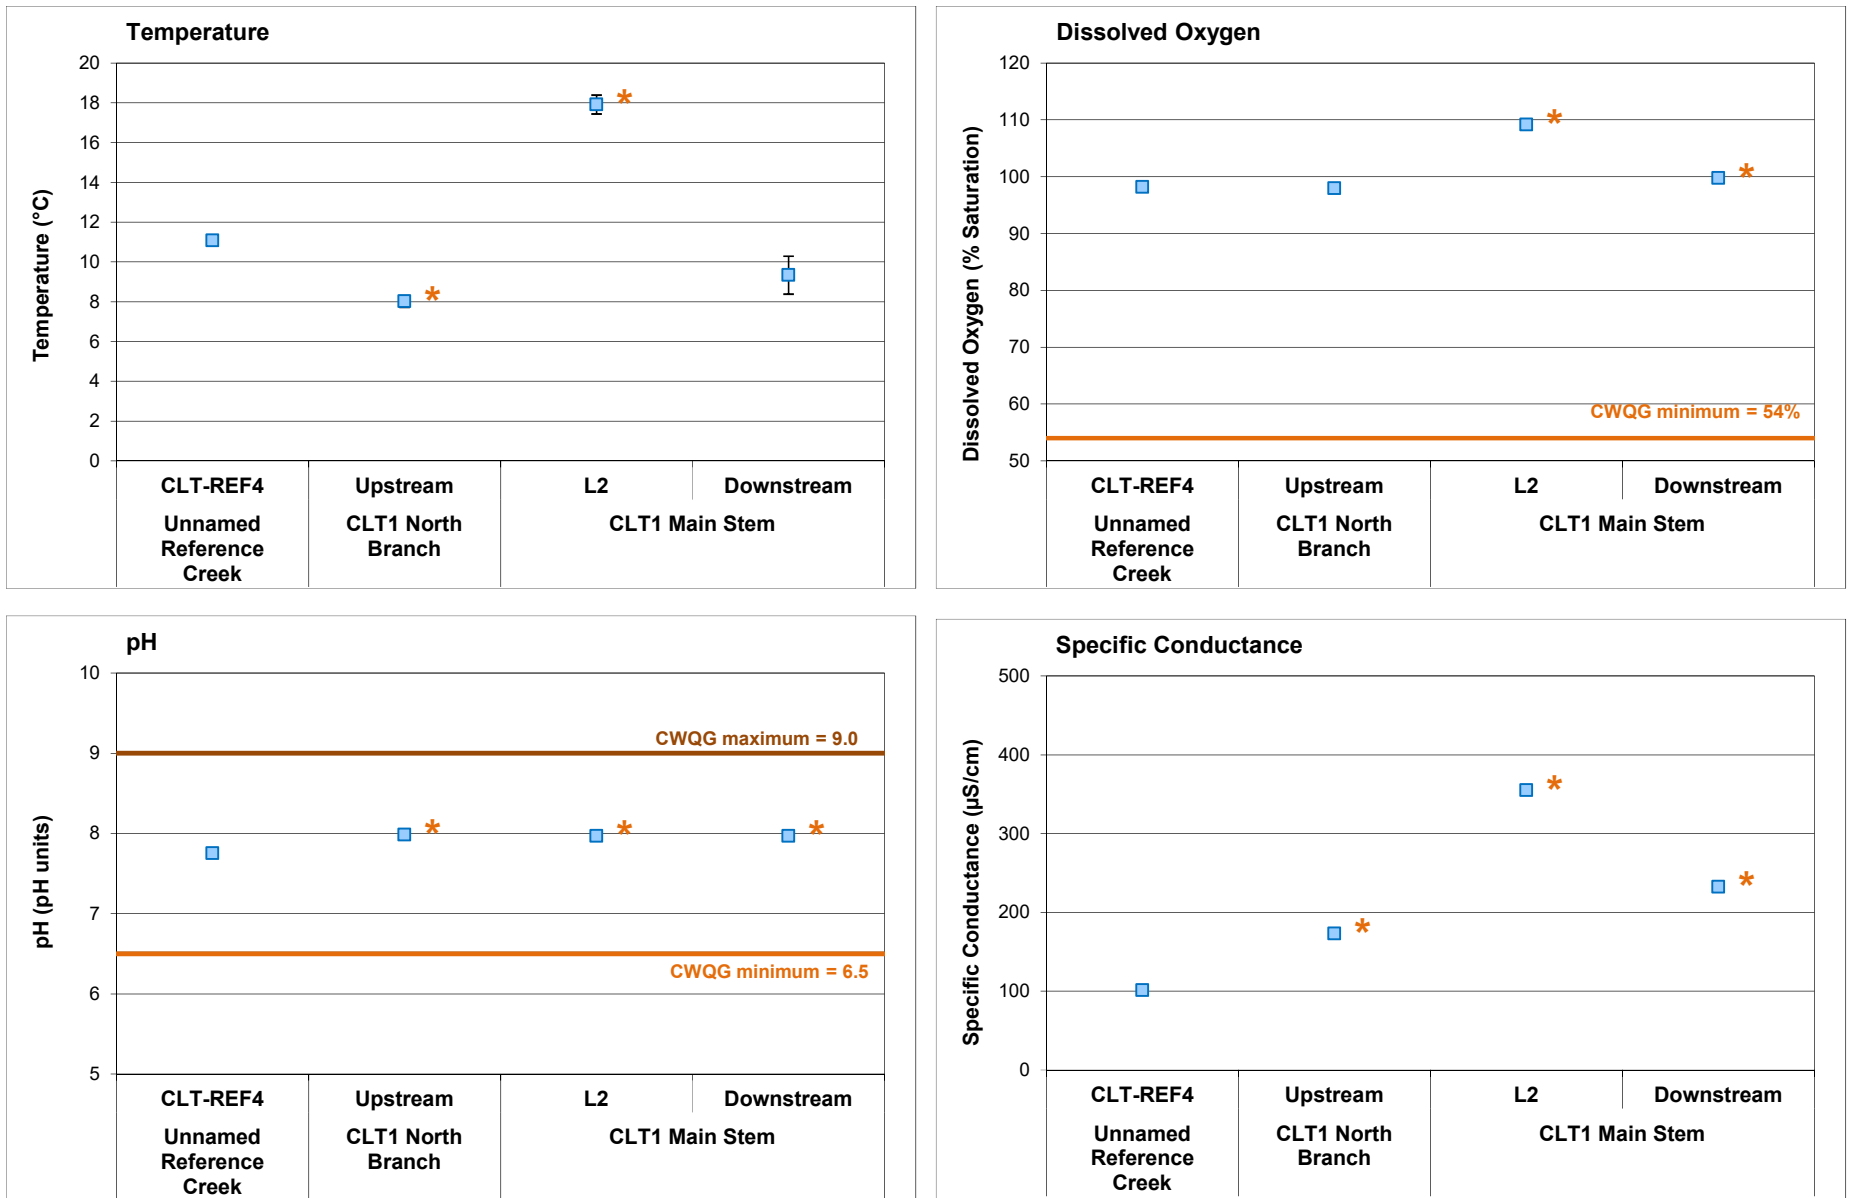 Temperature
Temperature (°C)
20
18
16
14
12
10
8
6
4
2
0
*
*
CLT-REF4
Upstream
L2
Downstream
Unnamed
Reference
Creek
CLT1 North
Branch
CLT1 Main Stem
Dissolved Oxygen
Dissolved Oxygen (% Saturation)
120
110
100
90
80
70
60
50
*
*
CWQG minimum = 54%
CLT-REF4
Upstream
L2
Downstream
Unnamed
Reference
Creek
CLT1 North
Branch
CLT1 Main Stem
pH
pH (pH units)
10
9
8
7
6
5
CWQG maximum = 9.0
*
*
*
CWQG minimum = 6.5
CLT-REF4
Upstream
L2
Downstream
Unnamed
Reference
Creek
CLT1 North
Branch
CLT1 Main Stem
Specific Conductance
Specific Conductance (µS/cm)
500
400
300
200
100
0
*
*
*
CLT-REF4
Upstream
L2
Downstream
Unnamed
Reference
Creek
CLT1 North
Branch
CLT1 Main Stem